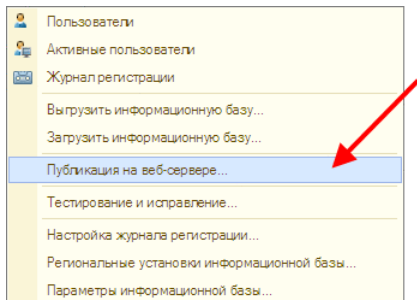 Пользователи
Активные пользователи
Журнал регистрации
Выгрузить информационную базу...
Загрузить информационную базу...
Публикация на веб-сервере...
Тестирование и исправление...
Настройка журнала регистрации...
Региональные установки информационной базы...
Параметры информационной базы...